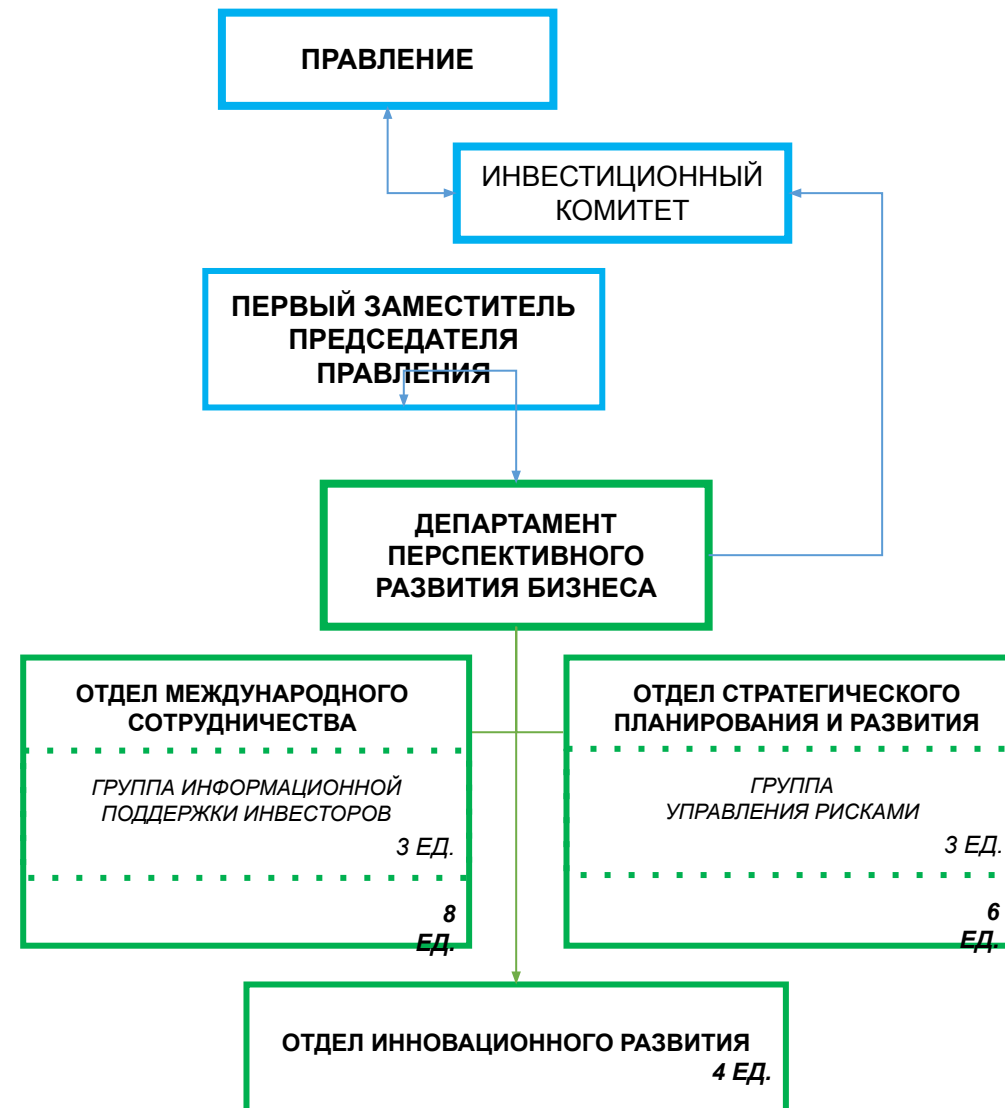 ПРАВЛЕНИЕ
ИНВЕСТИЦИОННЫЙ
КОМИТЕТ
ПЕРВЫЙ ЗАМЕСТИТЕЛЬ
ПРЕДСЕДАТЕЛЯ
ПРАВЛЕНИЯ
ДЕПАРТАМЕНТ
ПЕРСПЕКТИВНОГО
РАЗВИТИЯ БИЗНЕСА
ОТДЕЛ МЕЖДУНАРОДНОГО
СОТРУДНИЧЕСТВА
ГРУППА ИНФОРМАЦИОННОЙ
ПОДДЕРЖКИ ИНВЕСТОРОВ
3 ЕД.
8
ЕД.
ОТДЕЛ СТРАТЕГИЧЕСКОГО
ПЛАНИРОВАНИЯ И РАЗВИТИЯ
ГРУППА
УПРАВЛЕНИЯ РИСКАМИ
3 ЕД.
6
ЕД.
ОТДЕЛ ИННОВАЦИОННОГО РАЗВИТИЯ
4 ЕД.